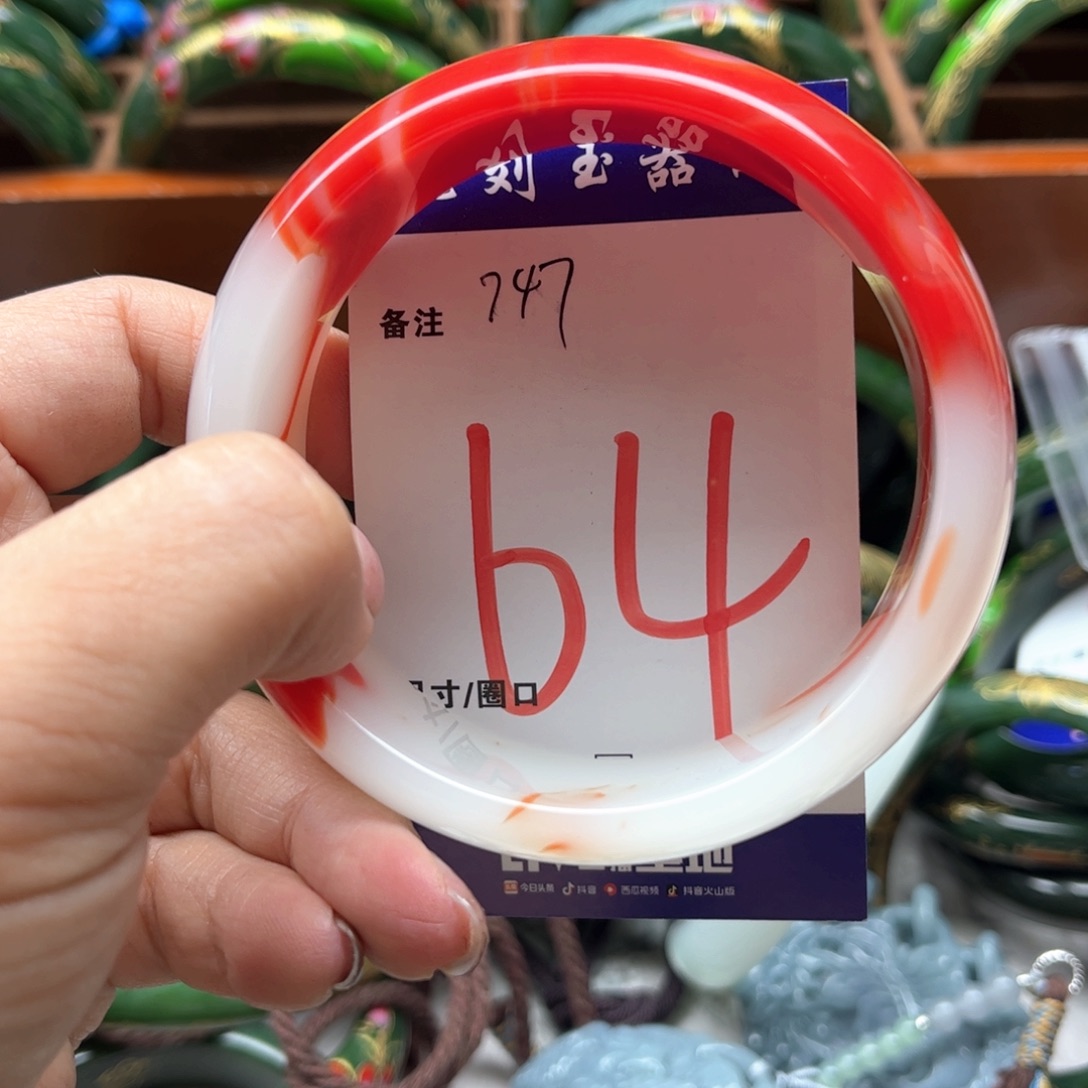 刘玉器
747
备注
64
寸/圈口
今日头条 抖音 西瓜视频 抖音火山版